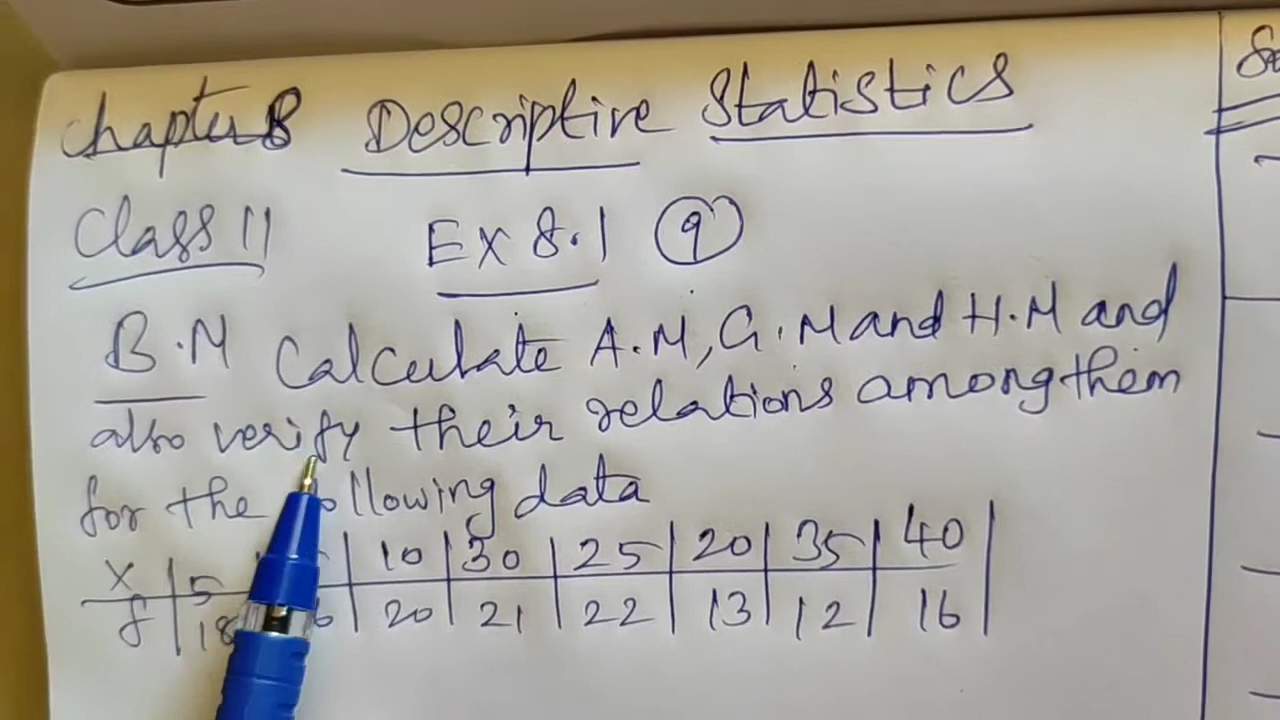 Chapter 8 Descriptive Statistics
Class 11 Ex 8.1 9
B.M Calculate A.M, G.M and H.M and
also verify their relations among them
for the following data
x 5 10 30 25 20 35 40
f 18 20 21 22 13 12 16